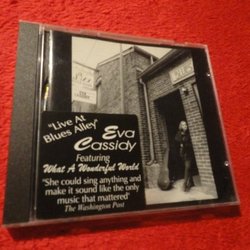 "Live At
Blues Alley"
Eva
Cassidy
Featuring
What A Wonderful World
"She could sing anything and
make it sound like the only
music that mattered"
The Washington Post